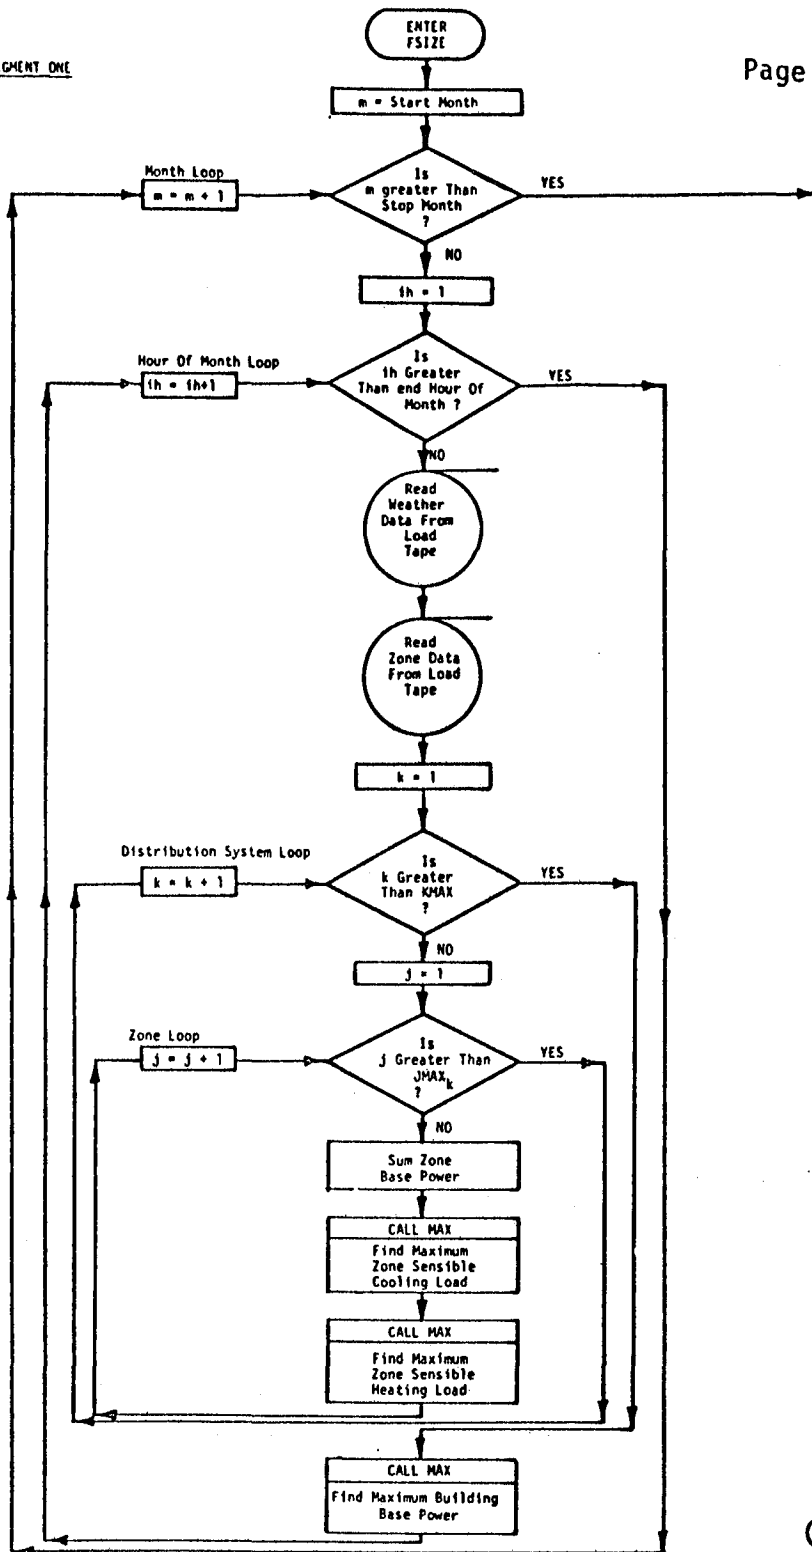 ENTER
FSIZE
GMENT ONE
Page
m = Start Month
Month Loop
m = m + 1
Is
m greater Than
Stop Month
?
YES
NO
ih = 1
Hour Of Month Loop
ih = ih+1
Is
ih Greater
Than end Hour Of
Month ?
YES
NO
Read
Weather
Data From
Load
Tape
Read
Zone Data
From Load
Tape
k = 1
Distribution System Loop
k = k + 1
Is
k Greater
Than KMAX
?
YES
NO
j = 1
Zone Loop
j = j + 1
Is
j Greater Than
JMAXk
?
YES
NO
Sum Zone
Base Power
CALL MAX
Find Maximum
Zone Sensible
Cooling Load
CALL MAX
Find Maximum
Zone Sensible
Heating Load
CALL MAX
Find Maximum Building
Base Power